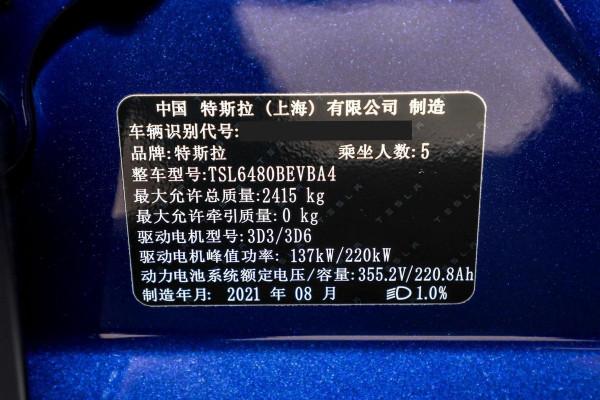 中国 特斯拉（上海）有限公司 制造
车辆识别代号:
品牌:特斯拉 乘坐人数:5
整车型号:TSL6480BEVBA4
最大允许总质量:2415 kg
最大允许牵引质量: 0 kg
驱动电机型号:3D3/3D6
驱动电机峰值功率: 137kW/220kW
动力电池系统额定电压/容量:355.2V/220.8Ah
制造年月: 2021 年 08 月 1.0%